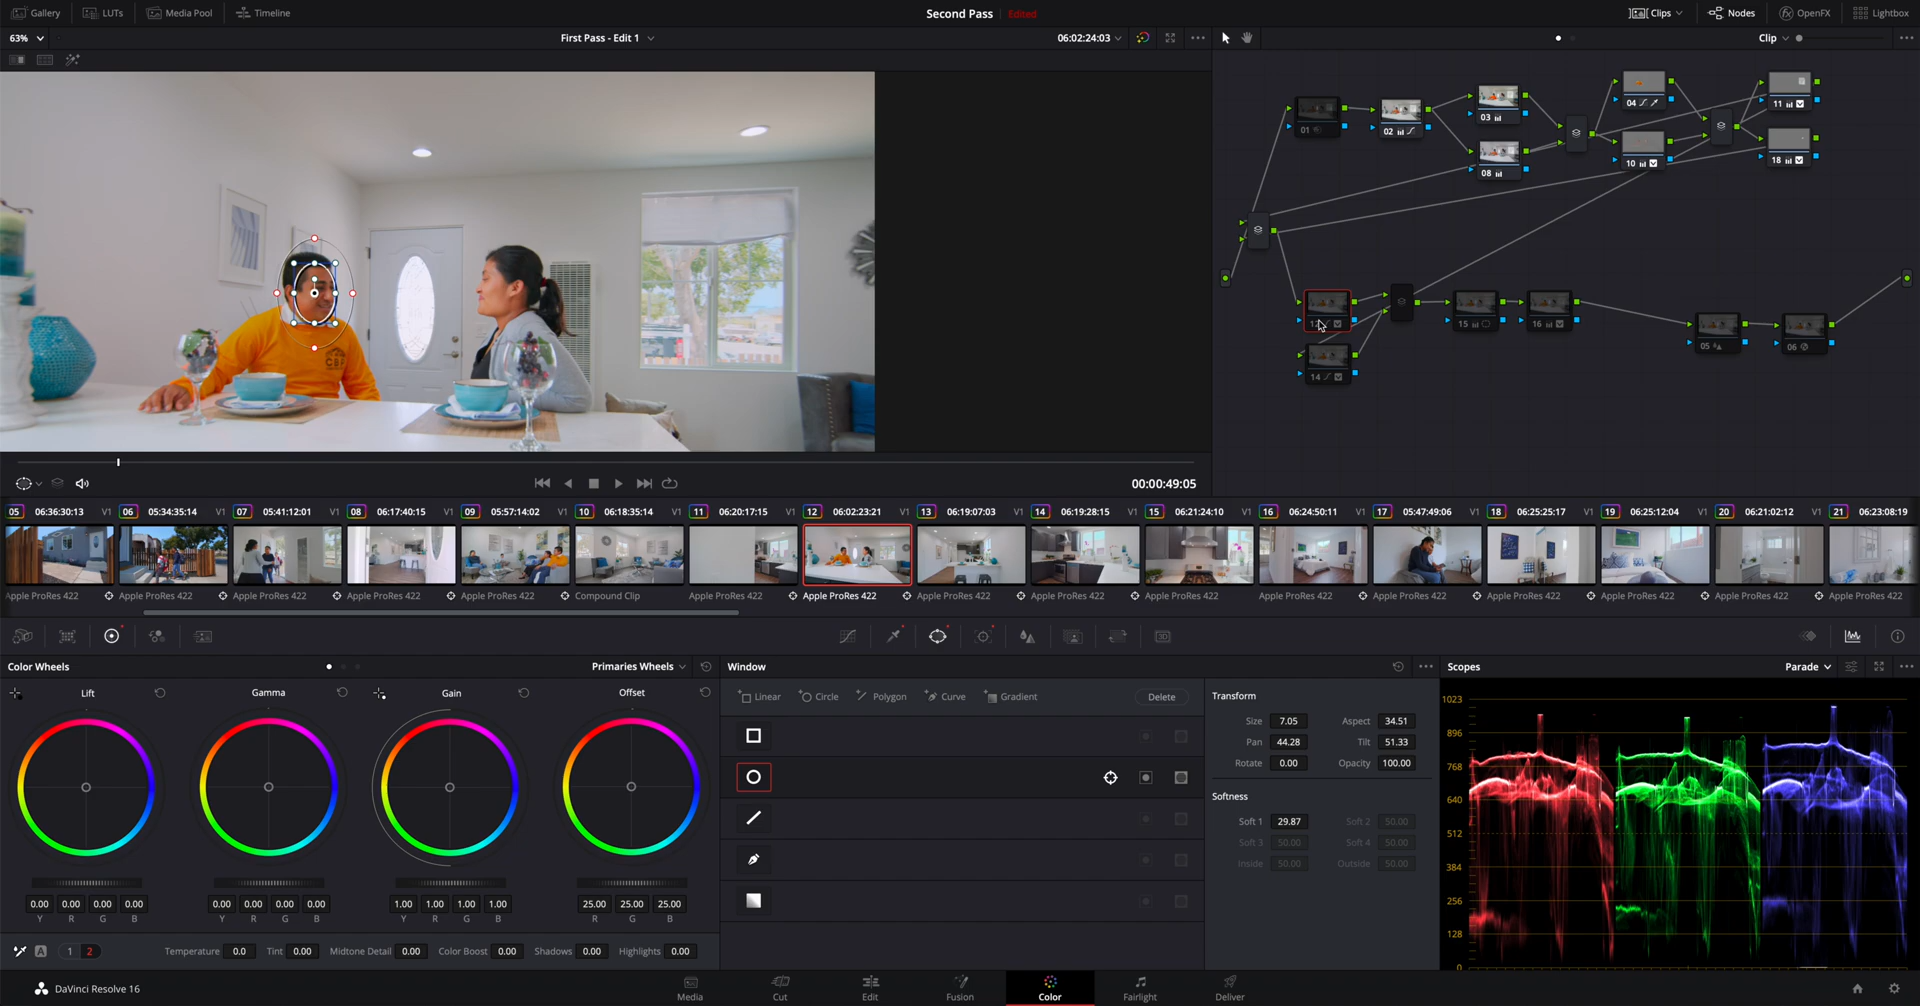 Gallery LUTs Media Pool Timeline Second Pass Edited Clips Nodes OpenFX Lightbox
63% First Pass - Edit 1 06:02:24:03 Clip
01
02
03
08
04
10
11
18
15
16
14
05
06
00:00:49:05
05 06:36:30:13 V1 06 05:34:35:14 V1 07 05:41:12:01 V1 08 06:17:40:15 V1 09 05:57:14:02 V1 10 06:18:35:14 V1 11 06:20:17:15 V1 12 06:02:23:21 V1 13 06:19:07:03 V1 14 06:19:28:15 V1 15 06:21:24:10 V1 16 06:24:50:11 V1 17 05:47:49:06 V1 18 06:25:25:17 V1 19 06:25:12:04 V1 20 06:21:02:12 V1 21 06:23:08:19
Apple ProRes 422 Apple ProRes 422 Apple ProRes 422 Apple ProRes 422 Apple ProRes 422 Compound Clip Apple ProRes 422 Apple ProRes 422 Apple ProRes 422 Apple ProRes 422 Apple ProRes 422 Apple ProRes 422 Apple ProRes 422 Apple ProRes 422 Apple ProRes 422 Apple ProRes 422 Apple ProRes 422
3D
Color Wheels Primaries Wheels
Lift Gamma Gain Offset
0.00 0.00 0.00 0.00 0.00 0.00 0.00 0.00 1.00 1.00 1.00 1.00 25.00 25.00 25.00
Y R G B Y R G B Y R G B R G B
A 1 2 Temperature 0.0 Tint 0.00 Midtone Detail 0.00 Color Boost 0.00 Shadows 0.00 Highlights 0.00
Window
Linear Circle Polygon Curve Gradient Delete
Transform
Size 7.05 Aspect 34.51
Pan 44.28 Tilt 51.33
Rotate 0.00 Opacity 100.00
Softness
Soft 1 29.87 Soft 2 50.00
Soft 3 50.00 Soft 4 50.00
Inside 50.00 Outside 50.00
Scopes Parade
1023
896
768
640
512
384
256
128
0
DaVinci Resolve 16 Media Cut Edit Fusion Color Fairlight Deliver